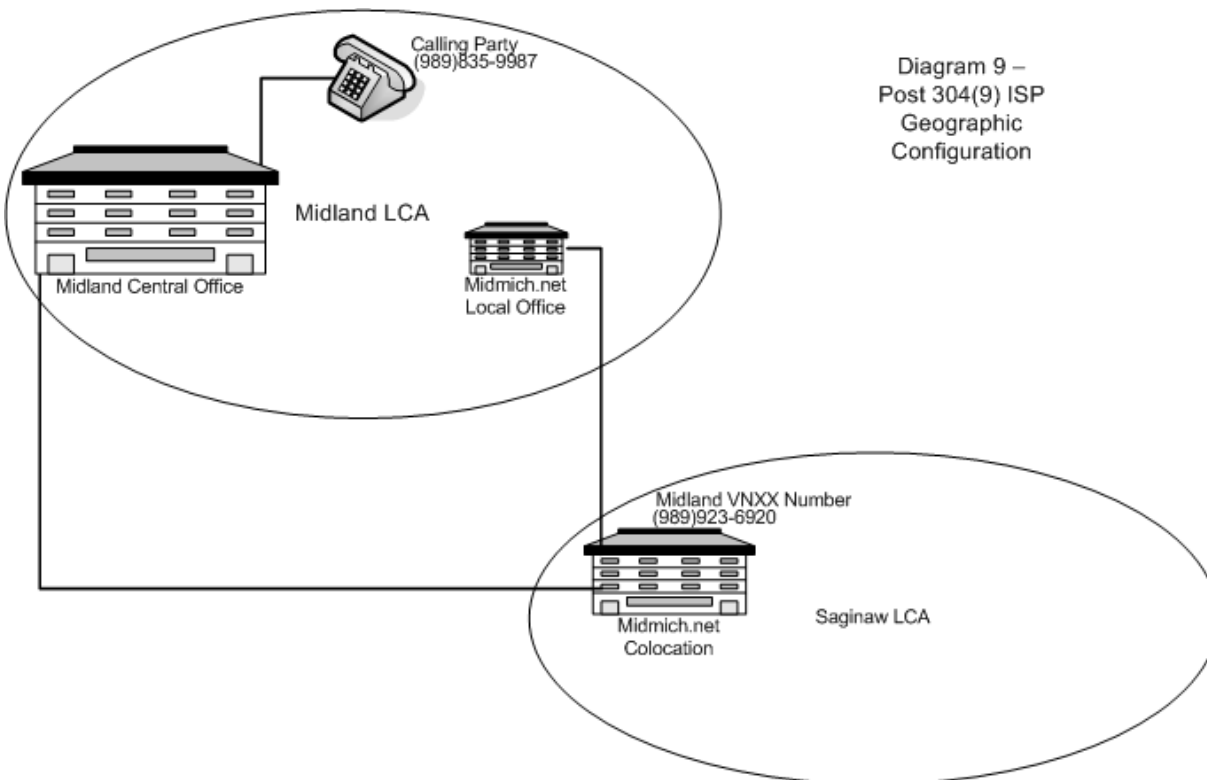 Calling Party
(989)835-9987
Diagram 9 –
Post 304(9) ISP
Geographic
Configuration
Midland LCA
Midland Central Office
Midmich.net
Local Office
Midland VNXX Number
(989)923-6920
Midmich.net
Colocation
Saginaw LCA